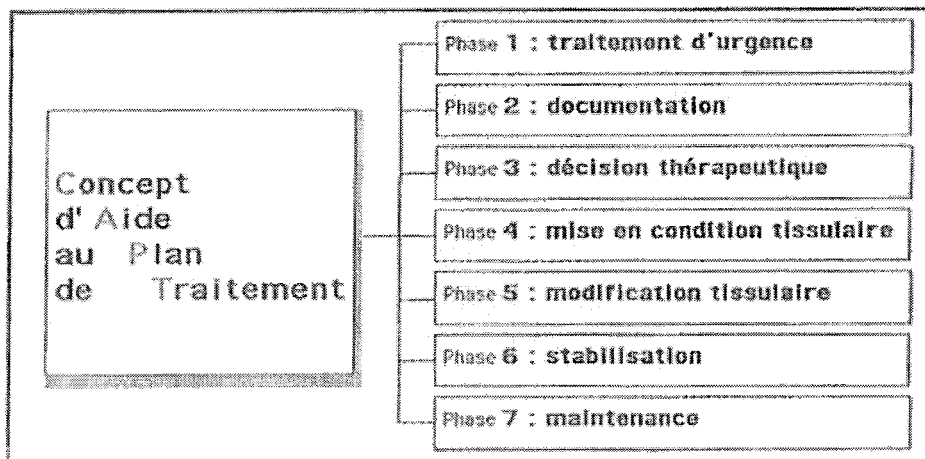 Concept
d' Aide
au Plan
de Traitement
Phase 1 : traitement d'urgence
Phase 2 : documentation
Phase 3 : décision thérapeutique
Phase 4 : mise en condition tissulaire
Phase 5 : modification tissulaire
Phase 6 : stabilisation
Phase 7 : maintenance